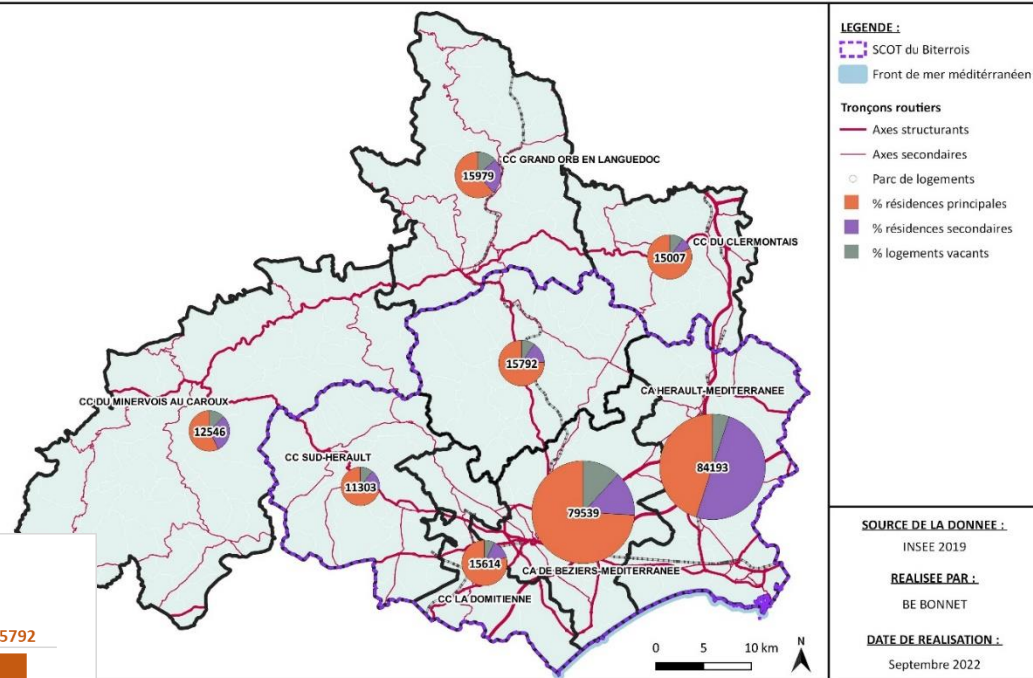 CC GRAND ORB EN LANGUEDOC
15979
CC DU CLERMONTAIS
15007
15792
CA HERAULT-MEDITERRANEE
CC DU MINERVOIS AU CAROUX
12546
CC SUD-HERAULT
11303
84193
79539
15614
CA DE BEZIERS-MEDITERRANEE
CC LA DOMITIENNE
5792
0 5 10 km
N
LEGENDE :
SCOT du Biterrois
Front de mer méditérránéen
Tronçons routiers
Axes structurants
Axes secondaires
Parc de logements
% résidences principales
% résidences secondaires
% logements vacants
SOURCE DE LA DONNEE :
INSEE 2019
REALISEE PAR :
BE BONNET
DATE DE REALISATION :
Septembre 2022